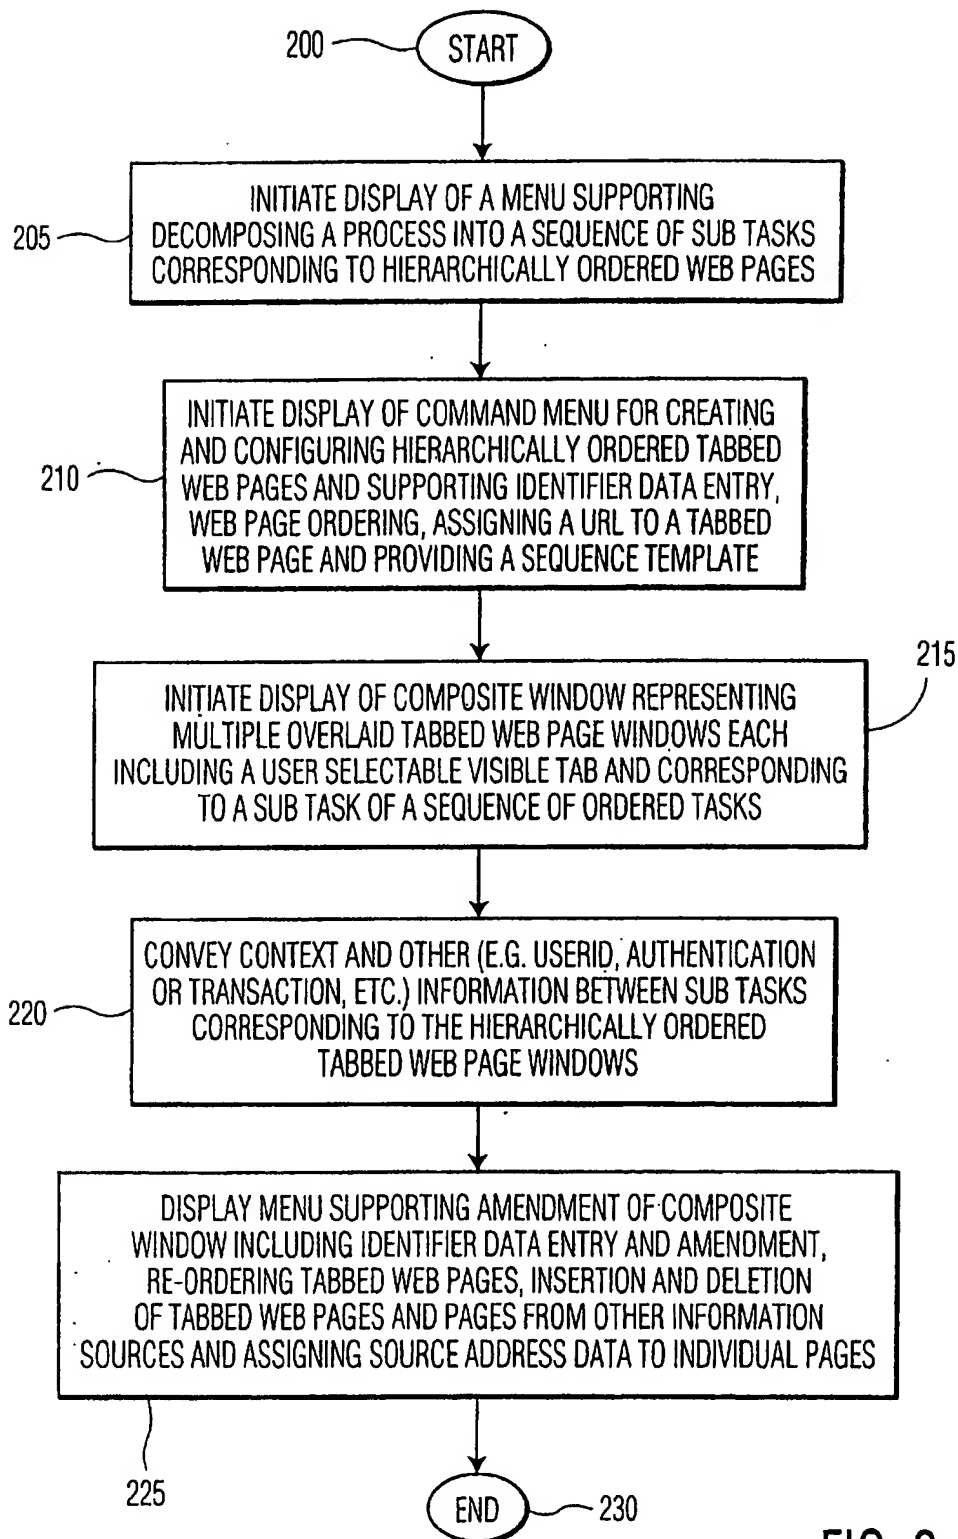 200
START
205
INITIATE DISPLAY OF A MENU SUPPORTING
DECOMPOSING A PROCESS INTO A SEQUENCE OF SUB TASKS
CORRESPONDING TO HIERARCHICALLY ORDERED WEB PAGES
210
INITIATE DISPLAY OF COMMAND MENU FOR CREATING
AND CONFIGURING HIERARCHICALLY ORDERED TABBED
WEB PAGES AND SUPPORTING IDENTIFIER DATA ENTRY,
WEB PAGE ORDERING, ASSIGNING A URL TO A TABBED
WEB PAGE AND PROVIDING A SEQUENCE TEMPLATE
215
INITIATE DISPLAY OF COMPOSITE WINDOW REPRESENTING
MULTIPLE OVERLAID TABBED WEB PAGE WINDOWS EACH
INCLUDING A USER SELECTABLE VISIBLE TAB AND CORRESPONDING
TO A SUB TASK OF A SEQUENCE OF ORDERED TASKS
220
CONVEY CONTEXT AND OTHER (E.G. USERID, AUTHENTICATION
OR TRANSACTION, ETC.) INFORMATION BETWEEN SUB TASKS
CORRESPONDING TO THE HIERARCHICALLY ORDERED
TABBED WEB PAGE WINDOWS
DISPLAY MENU SUPPORTING AMENDMENT OF COMPOSITE
WINDOW INCLUDING IDENTIFIER DATA ENTRY AND AMENDMENT,
RE-ORDERING TABBED WEB PAGES, INSERTION AND DELETION
OF TABBED WEB PAGES AND PAGES FROM OTHER INFORMATION
SOURCES AND ASSIGNING SOURCE ADDRESS DATA TO INDIVIDUAL PAGES
225
END
230